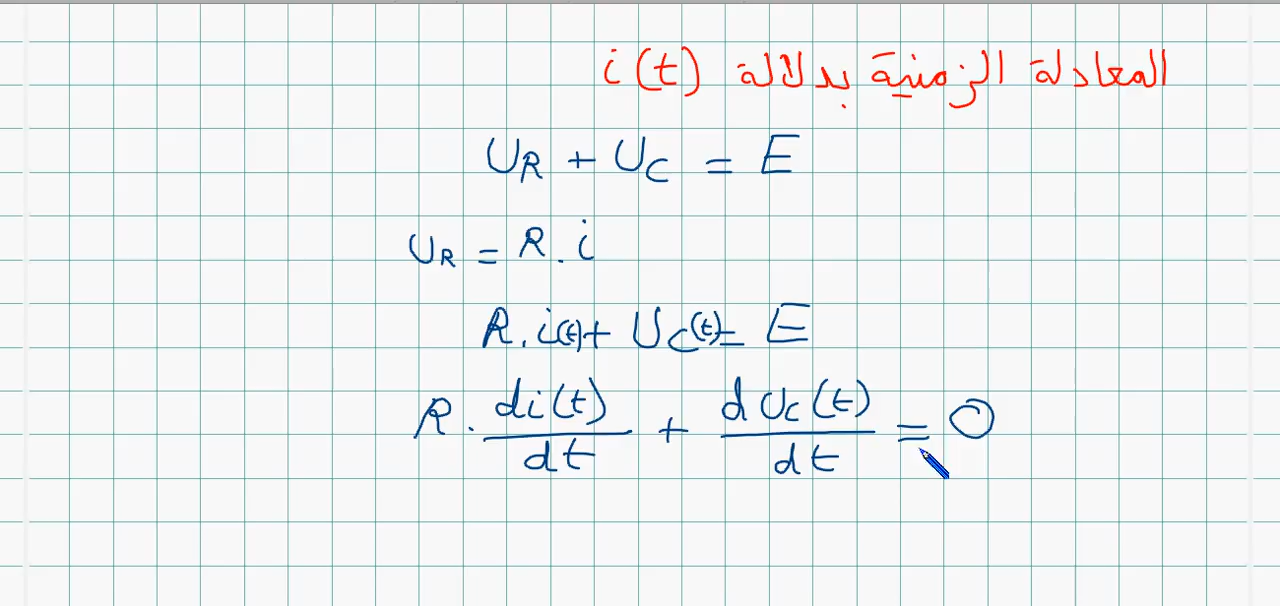 المعادلة الزمنية بدلالة i(t)
U_R + U_C = E
U_R = R . i
R . i(t) + U_C(t) = E
R . di(t)/dt + dU_C(t)/dt = 0